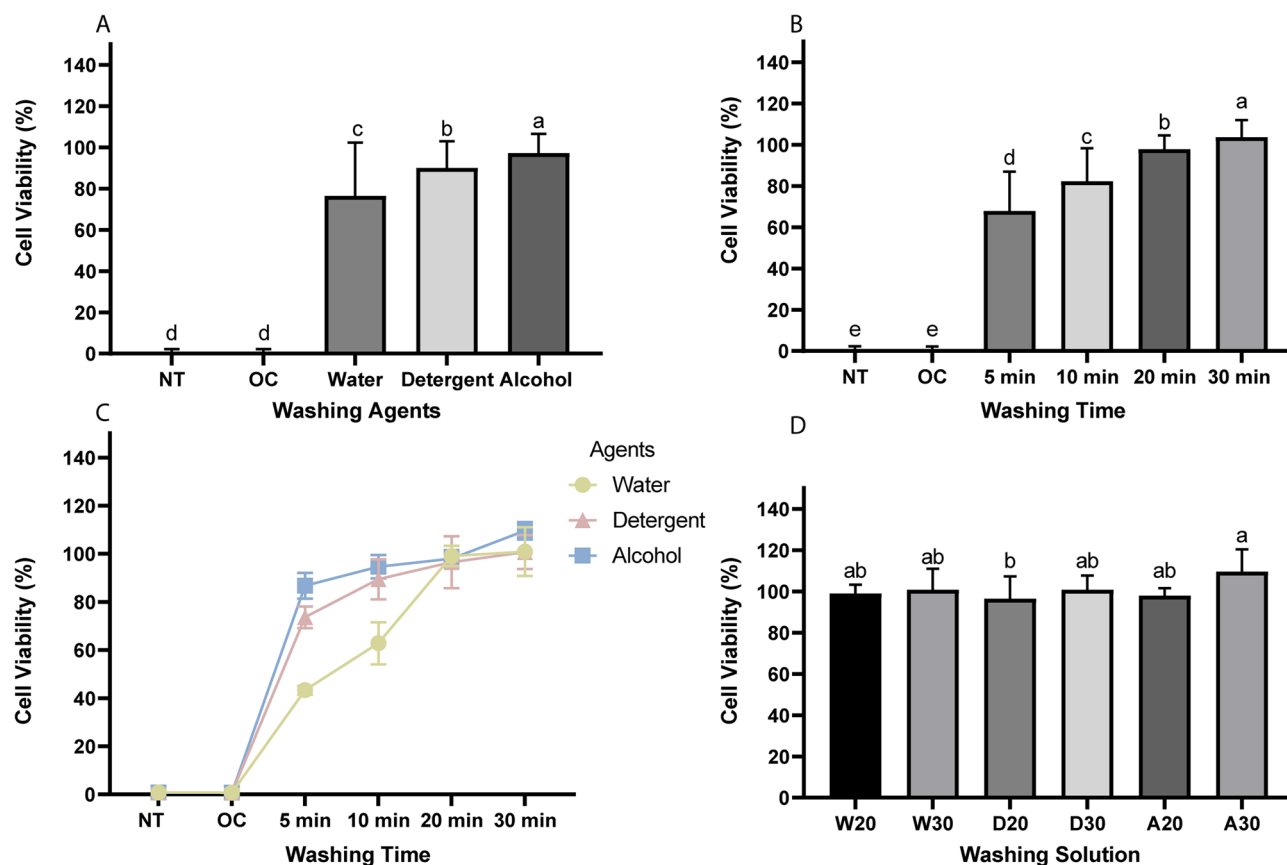 A
Cell Viability (%)
140
120
100
80
60
40
20
0
d d c b a
NT OC Water Detergent Alcohol
Washing Agents
B
Cell Viability (%)
140
120
100
80
60
40
20
0
e e d c b a
NT OC 5 min 10 min 20 min 30 min
Washing Time
C
Cell Viability (%)
140
120
100
80
60
40
20
0
NT OC 5 min 10 min 20 min 30 min
Washing Time
Agents
Water
Detergent
Alcohol
D
Cell Viability (%)
140
120
100
80
60
40
20
0
ab ab b ab ab a
W20 W30 D20 D30 A20 A30
Washing Solution